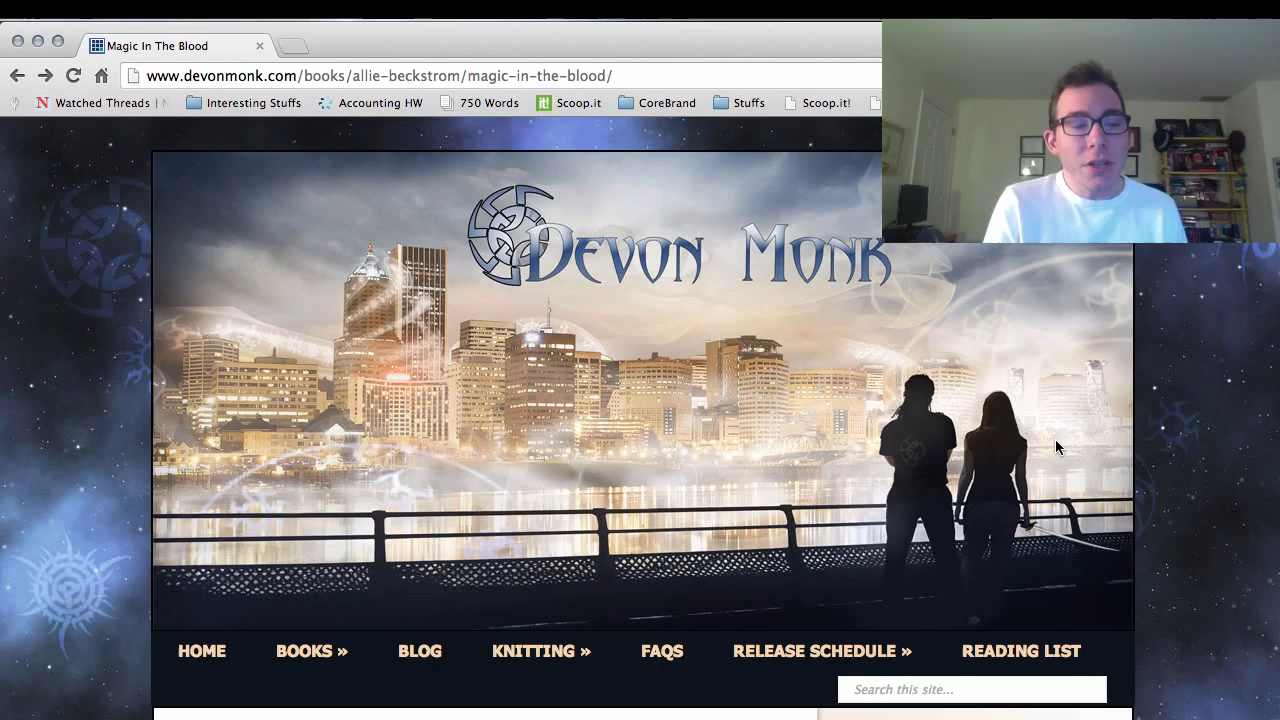 Magic In The Blood
www.devonmonk.com/books/allie-beckstrom/magic-in-the-blood/
Watched Threads | Interesting Stuffs Accounting HW 750 Words it! Scoop.it CoreBrand Stuffs Scoop.it!
DEVON MONK
HOME BOOKS » BLOG KNITTING » FAQS RELEASE SCHEDULE » READING LIST
Search this site...